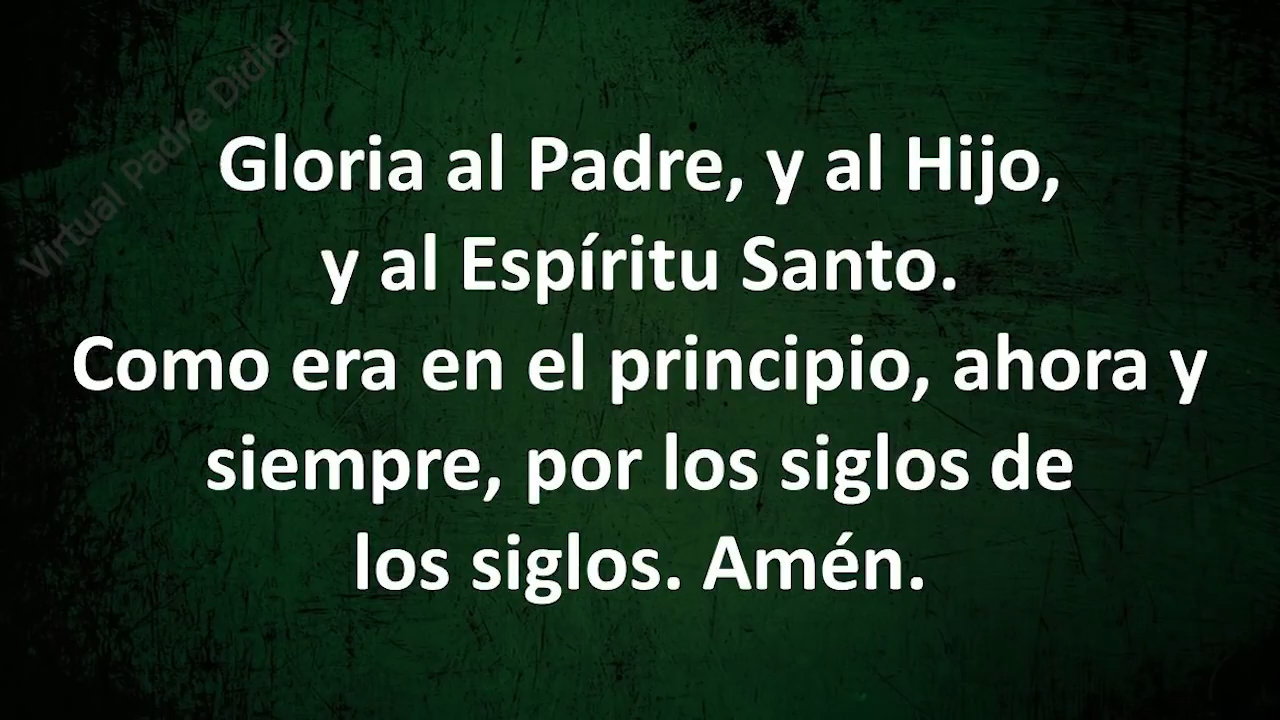 Virtual Padre Didier
Gloria al Padre, y al Hijo,
y al Espíritu Santo.
Como era en el principio, ahora y
siempre, por los siglos de
los siglos. Amén.